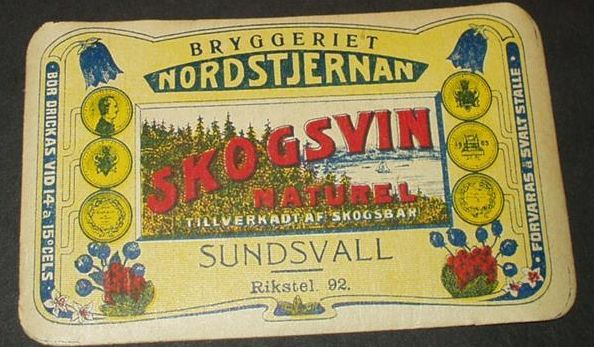 BRYGGERIET
NORDSTJERNAN
BÖR DRICKAS VID 14 à 15° CELS.
SKOGSVIN
NATUREL
TILLVERKADT AF SKOGSBÄR
FÖRVARAS å SVALT STÄLLE
SUNDSVALL
Rikstel. 92.